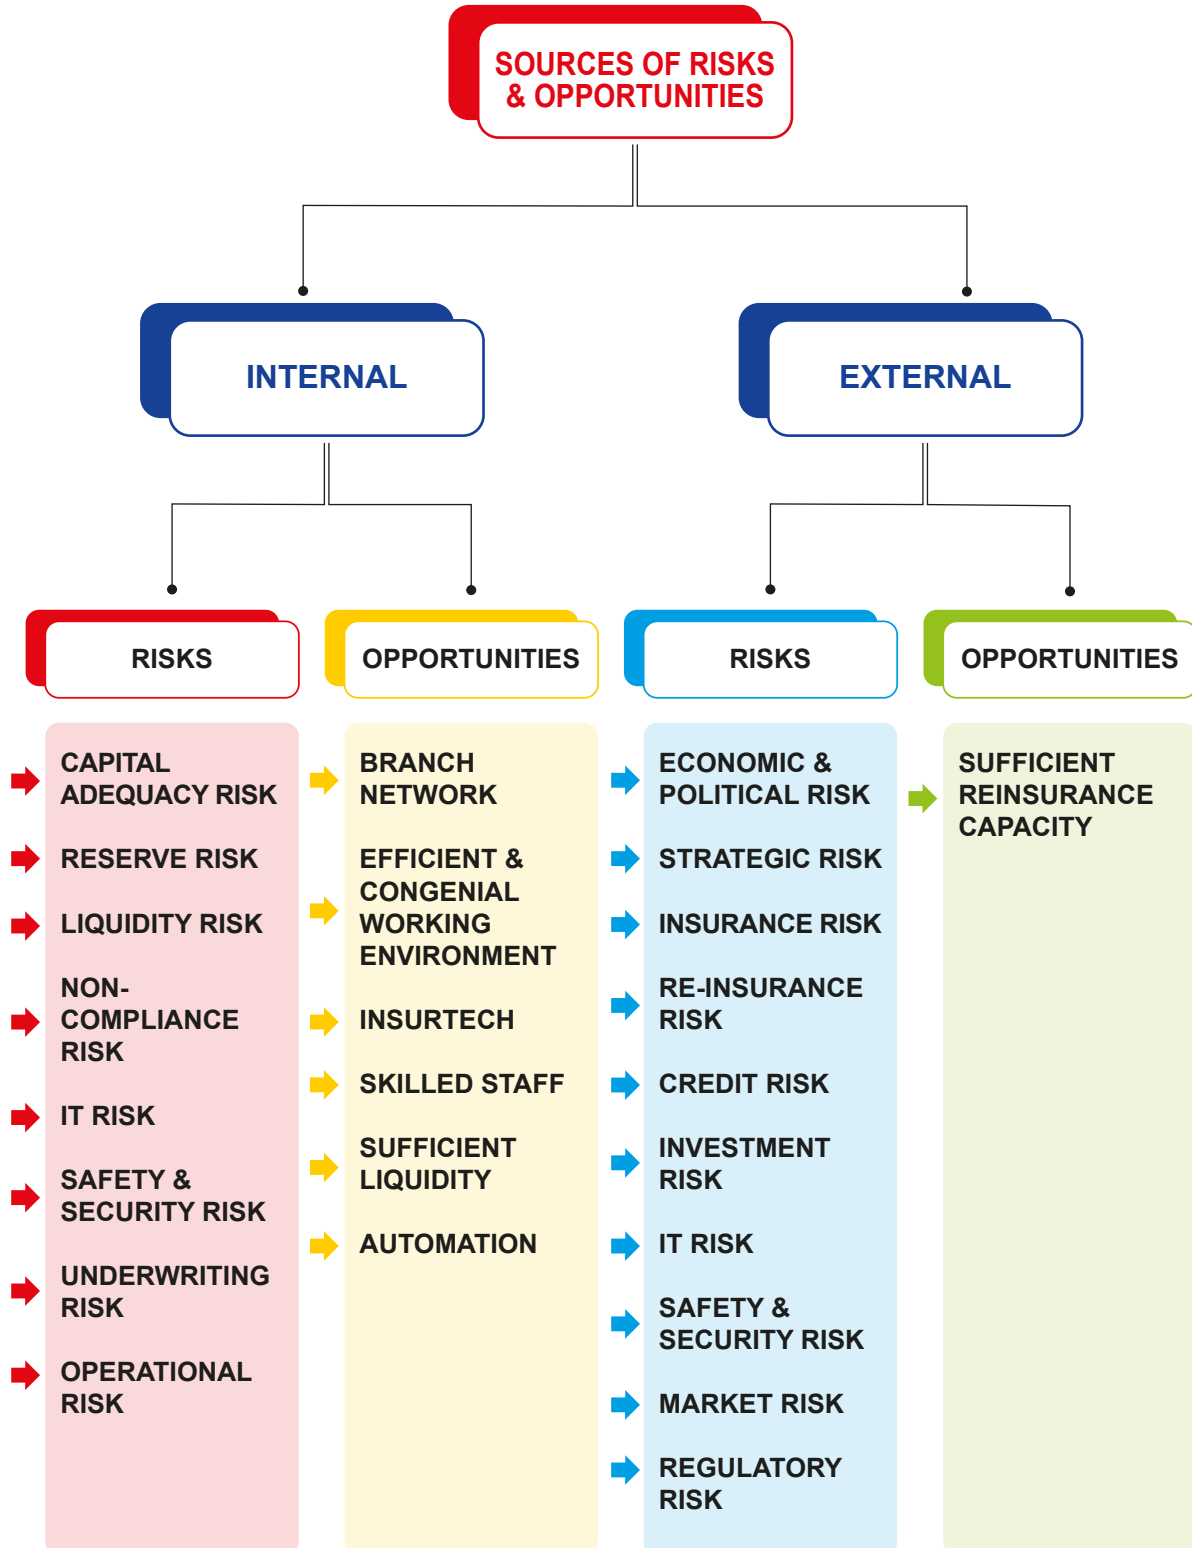 SOURCES OF RISKS
& OPPORTUNITIES
INTERNAL
EXTERNAL
RISKS
OPPORTUNITIES
RISKS
OPPORTUNITIES
CAPITAL
ADEQUACY RISK
RESERVE RISK
LIQUIDITY RISK
NON-
COMPLIANCE
RISK
IT RISK
SAFETY &
SECURITY RISK
UNDERWRITING
RISK
OPERATIONAL
RISK
BRANCH
NETWORK
EFFICIENT &
CONGENIAL
WORKING
ENVIRONMENT
INSURTECH
SKILLED STAFF
SUFFICIENT
LIQUIDITY
AUTOMATION
ECONOMIC &
POLITICAL RISK
STRATEGIC RISK
INSURANCE RISK
RE-INSURANCE
RISK
CREDIT RISK
INVESTMENT
RISK
IT RISK
SAFETY &
SECURITY RISK
MARKET RISK
REGULATORY
RISK
SUFFICIENT
REINSURANCE
CAPACITY